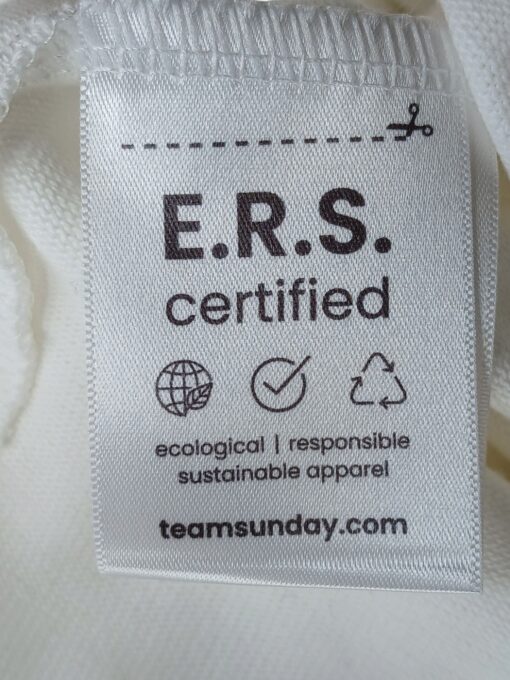 E.R.S.
certified
ecological | responsible
sustainable apparel
teamsunday.com